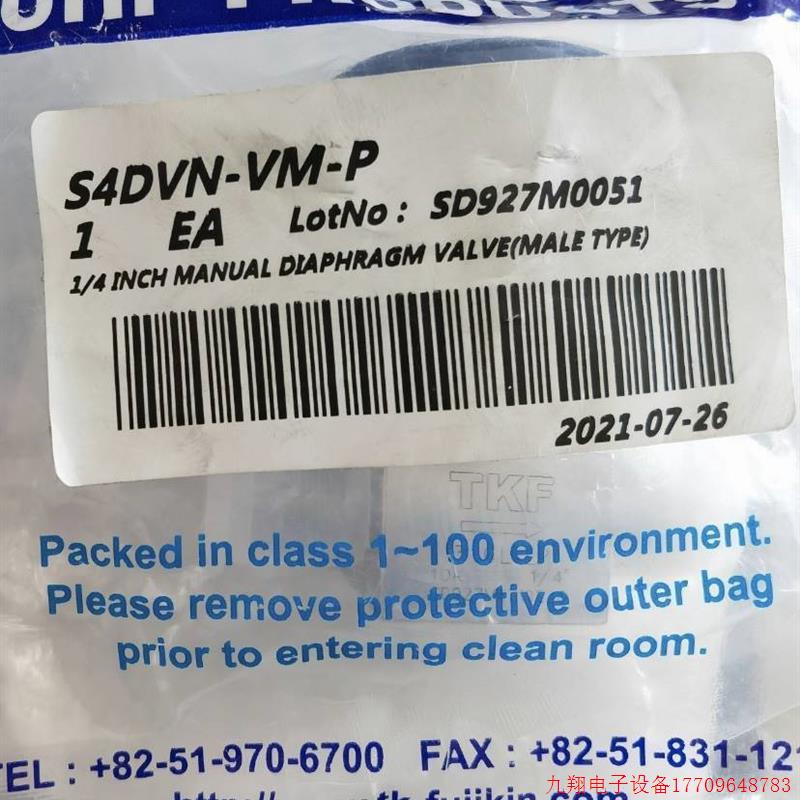 S4DVN-VM-P
1 EA LotNo : SD927M0051
1/4 INCH MANUAL DIAPHRAGM VALVE(MALE TYPE)
2021-07-26
TKF
1/4"
Packed in class 1~100 environment.
Please remove protective outer bag
prior to entering clean room.
TEL : +82-51-970-6700 FAX : +82-51-831-121
九翔电子设备17709648783